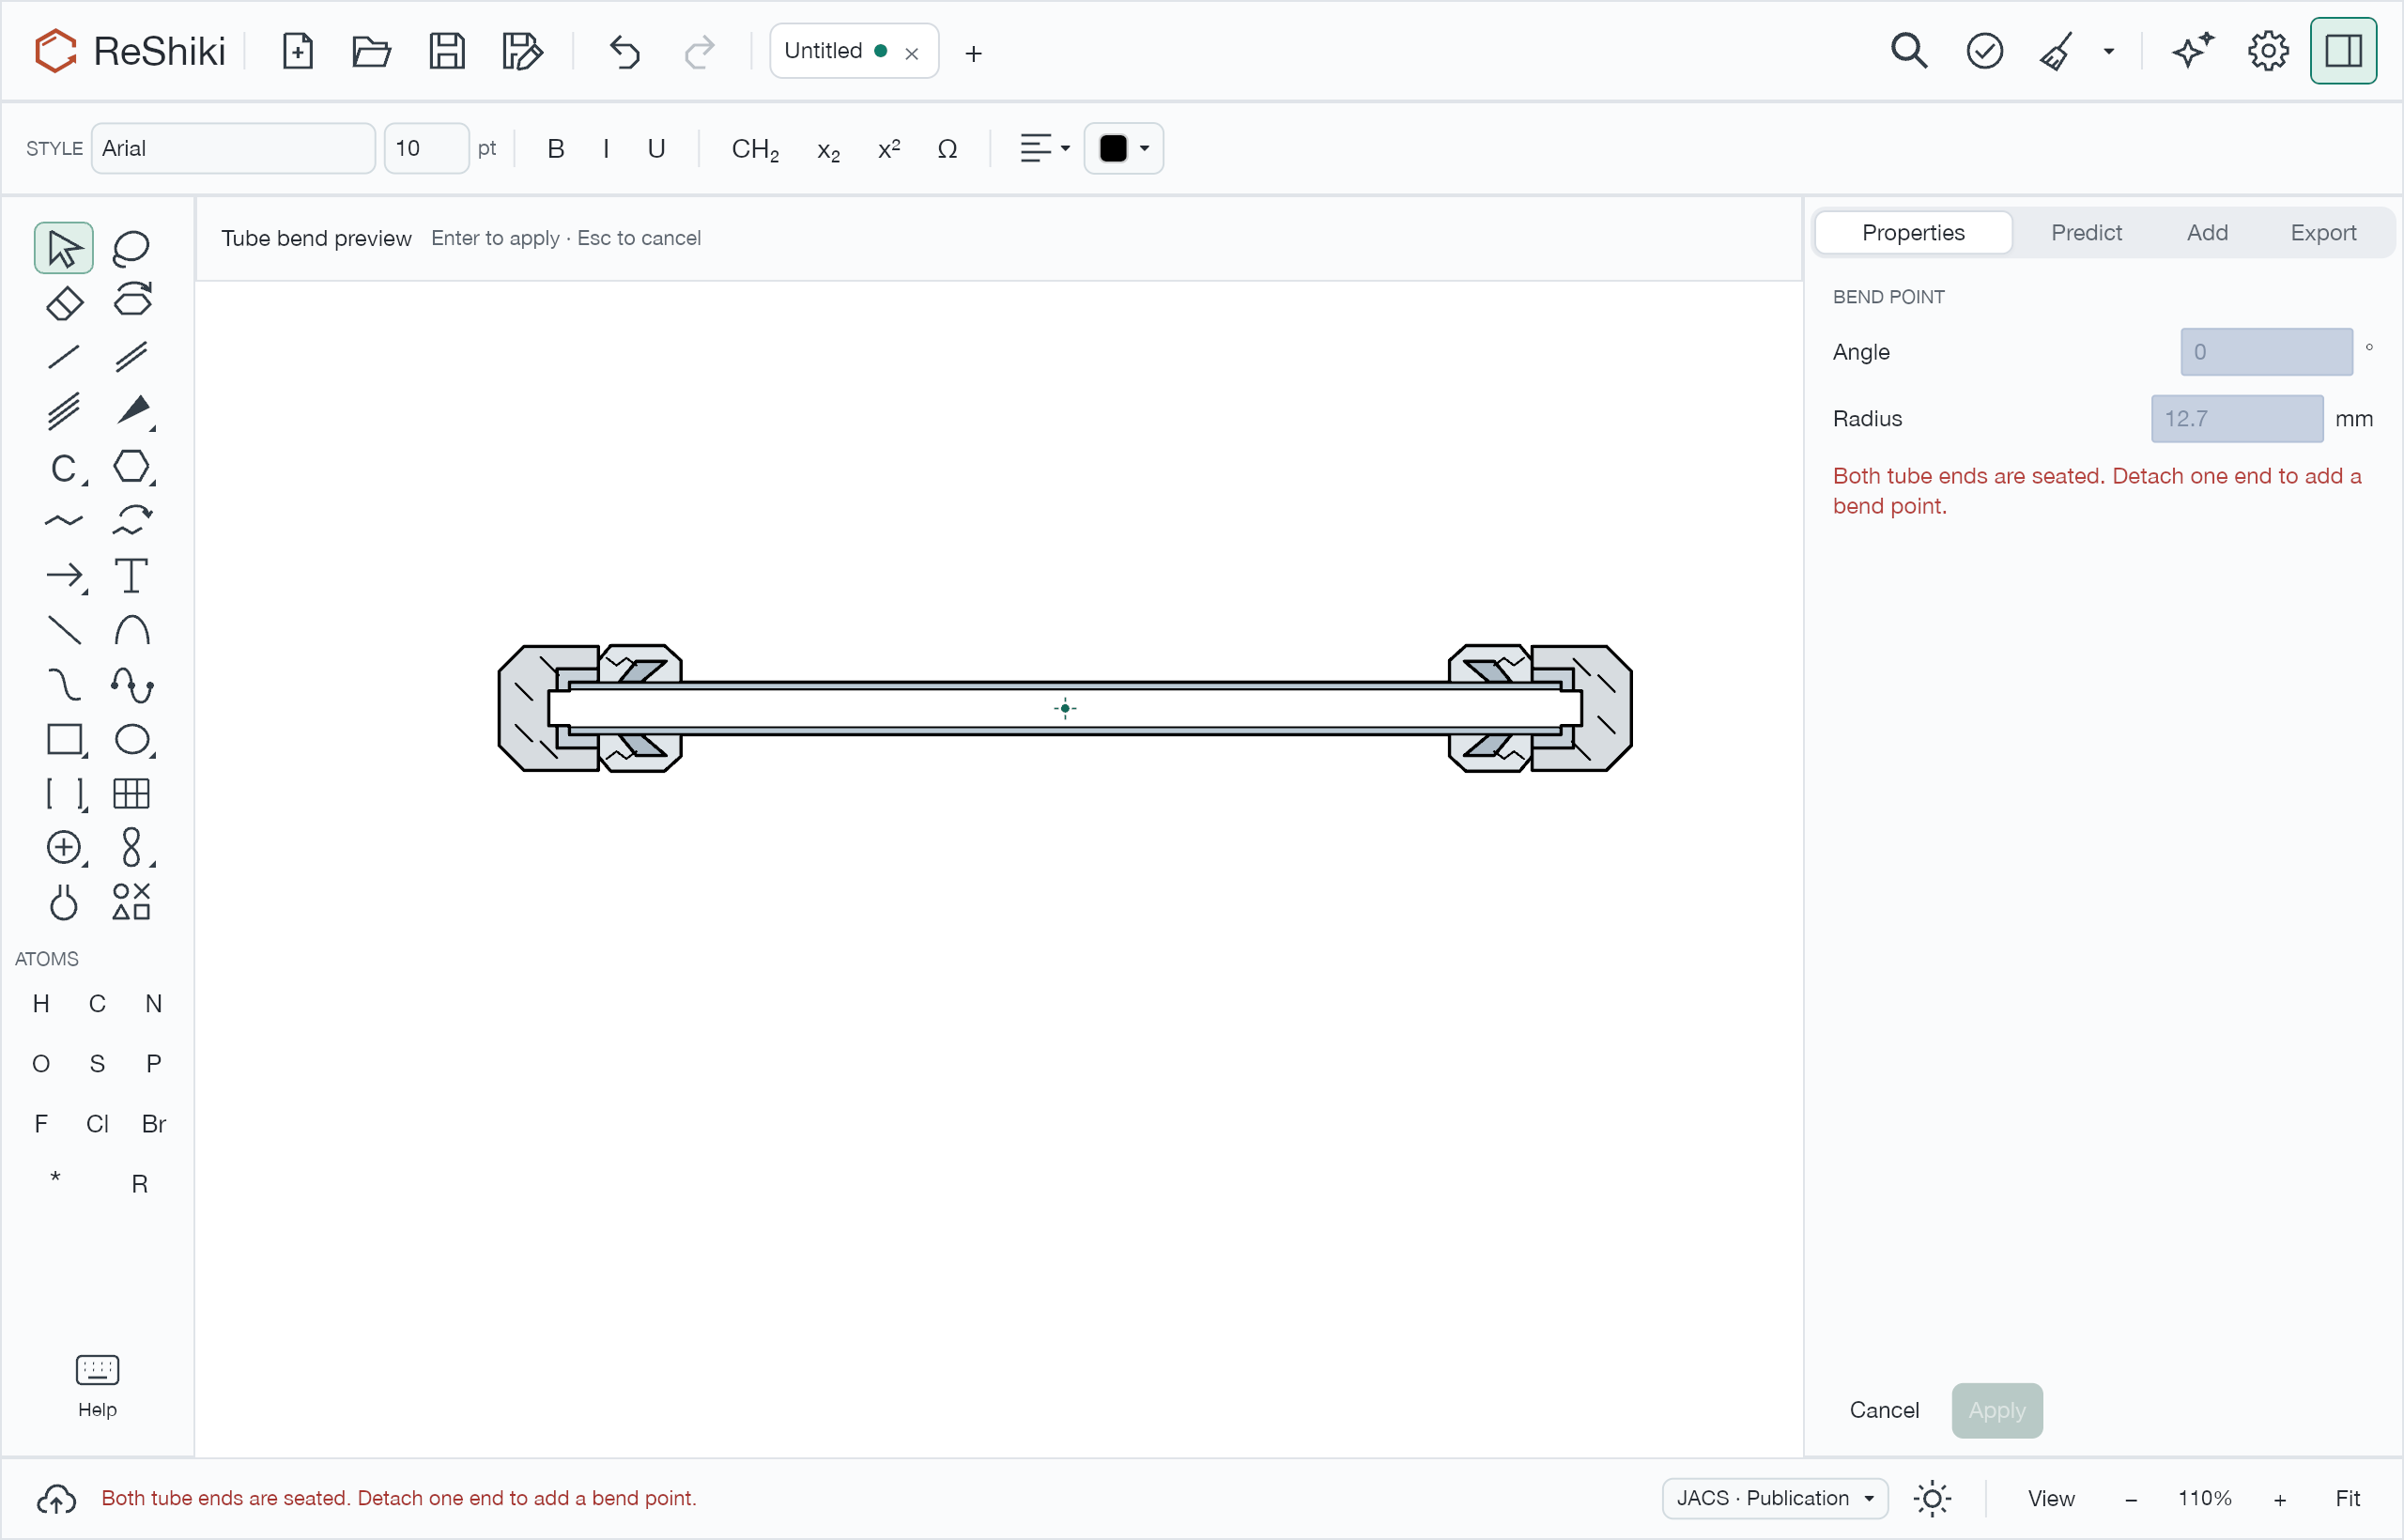 ReShiki
Untitled
STYLE Arial 10 pt B I U CH₂ x₂ x² Ω
Tube bend preview Enter to apply · Esc to cancel
Properties Predict Add Export
BEND POINT
Angle 0 °
Radius 12.7 mm
Both tube ends are seated. Detach one end to add a
bend point.
C
T
ATOMS
H C N
O S P
F Cl Br
* R
Help
Cancel Apply
Both tube ends are seated. Detach one end to add a bend point.
JACS · Publication View − 110% + Fit